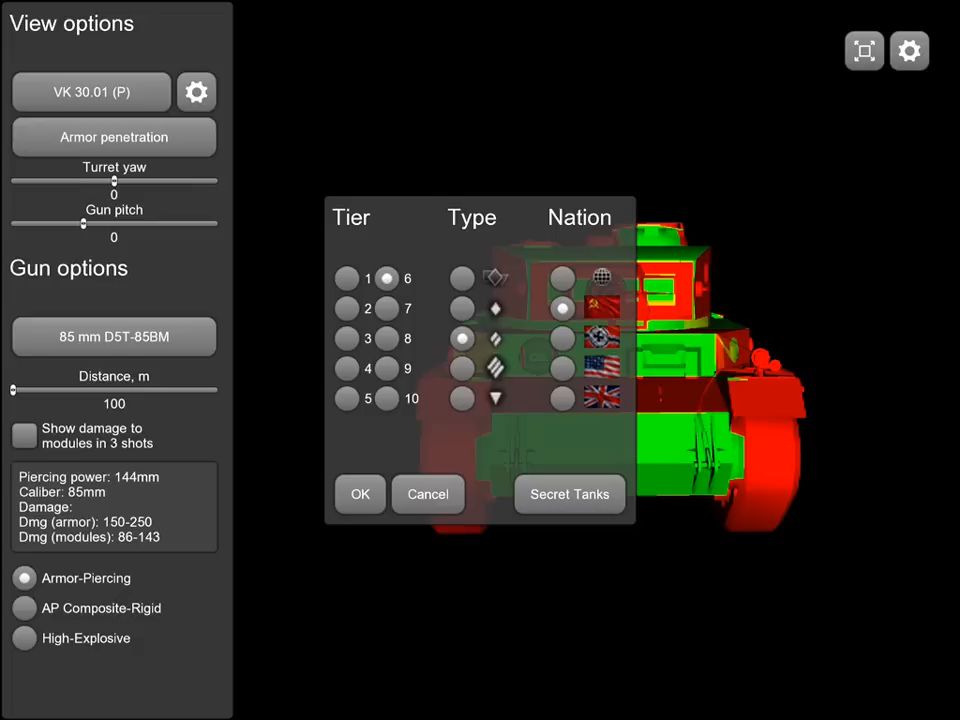 View options
VK 30.01 (P)
Armor penetration
Turret yaw
0
Gun pitch
0
Gun options
85 mm D5T-85BM
Distance, m
100
Show damage to
modules in 3 shots
Piercing power: 144mm
Caliber: 85mm
Damage:
Dmg (armor): 150-250
Dmg (modules): 86-143
Armor-Piercing
AP Composite-Rigid
High-Explosive
Tier Type Nation
1 6
2 7
3 8
4 9
5 10
OK Cancel Secret Tanks